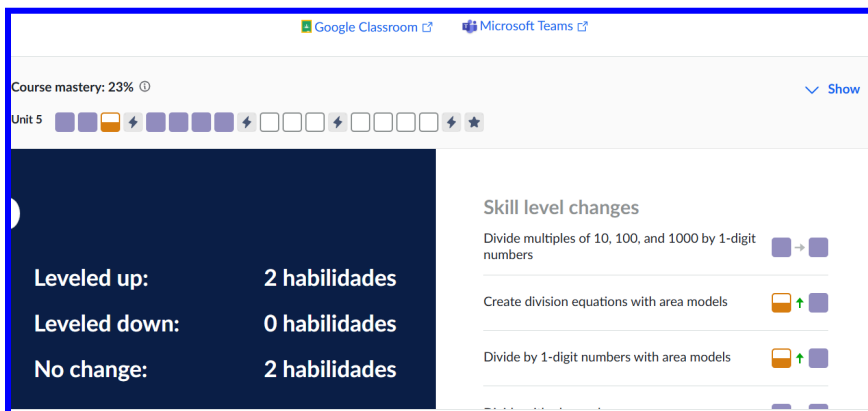 Google Classroom
Microsoft Teams
Course mastery: 23%
Show
Unit 5
Leveled up: 2 habilidades
Leveled down: 0 habilidades
No change: 2 habilidades
Skill level changes
Divide multiples of 10, 100, and 1000 by 1-digit
numbers
Create division equations with area models
Divide by 1-digit numbers with area models